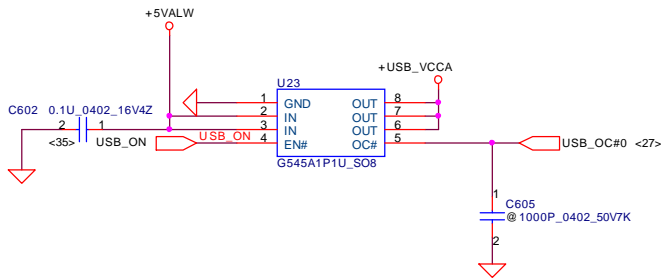 +5VALW
U23
+USB_VCCA
C602 0.1U_0402_16V4Z
1 GND OUT 8
2 IN OUT 7
3 IN OUT 6
4 EN# OC# 5
2 1
<35> USB_ON
USB_ON
G545A1P1U_SO8
USB_OC#0 <27>
1
C605
@ 1000P_0402_50V7K
2